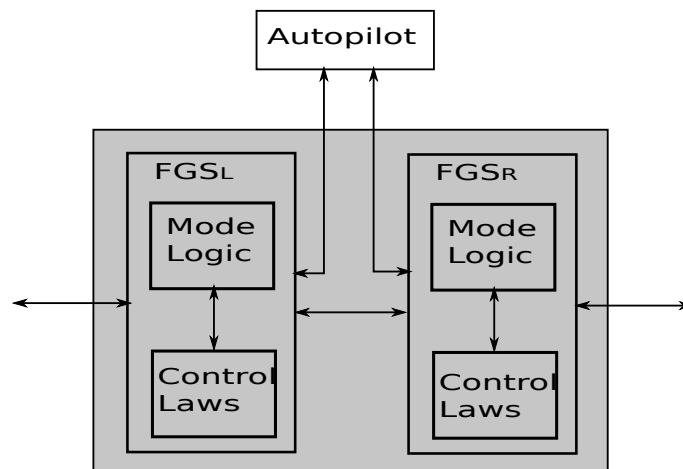 Autopilot
FGSL
FGSR
Mode
Logic
Mode
Logic
Control
Laws
Control
Laws